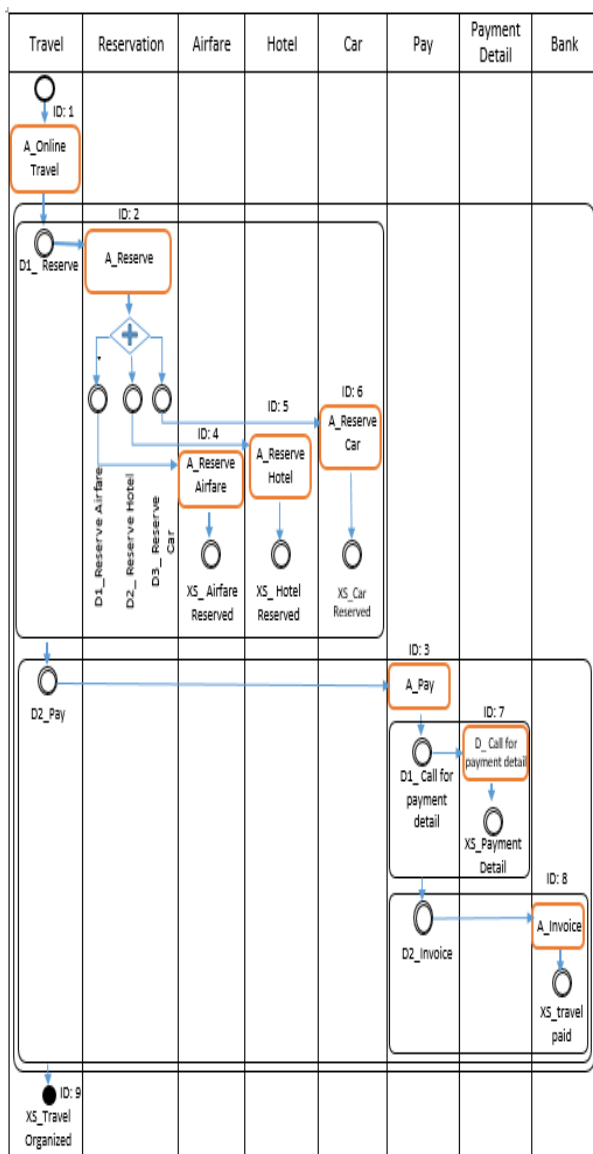 Travel
Reservation
Airfare
Hotel
Car
Pay
Payment
Detail
Bank
ID: 1
A_Online
Travel
ID: 2
D1_ Reserve
A_Reserve
ID: 6
ID: 5
A_Reserve
Car
ID: 4
A_Reserve
Airfare
A_Reserve
Hotel
D1_Reserve Airfare
D2_ Reserve Hotel
D3_ Reserve
Car
XS_ Airfare
Reserved
XS_ Hotel
Reserved
XS_Car
Reserved
ID: 3
D2_Pay
A_Pay
ID: 7
D1_ Call for
payment
detail
D_ Call for
payment detail
XS_Payment
Detail
ID: 8
D2_Invoice
A_Invoice
XS_travel
paid
ID: 9
XS_Travel
Organized